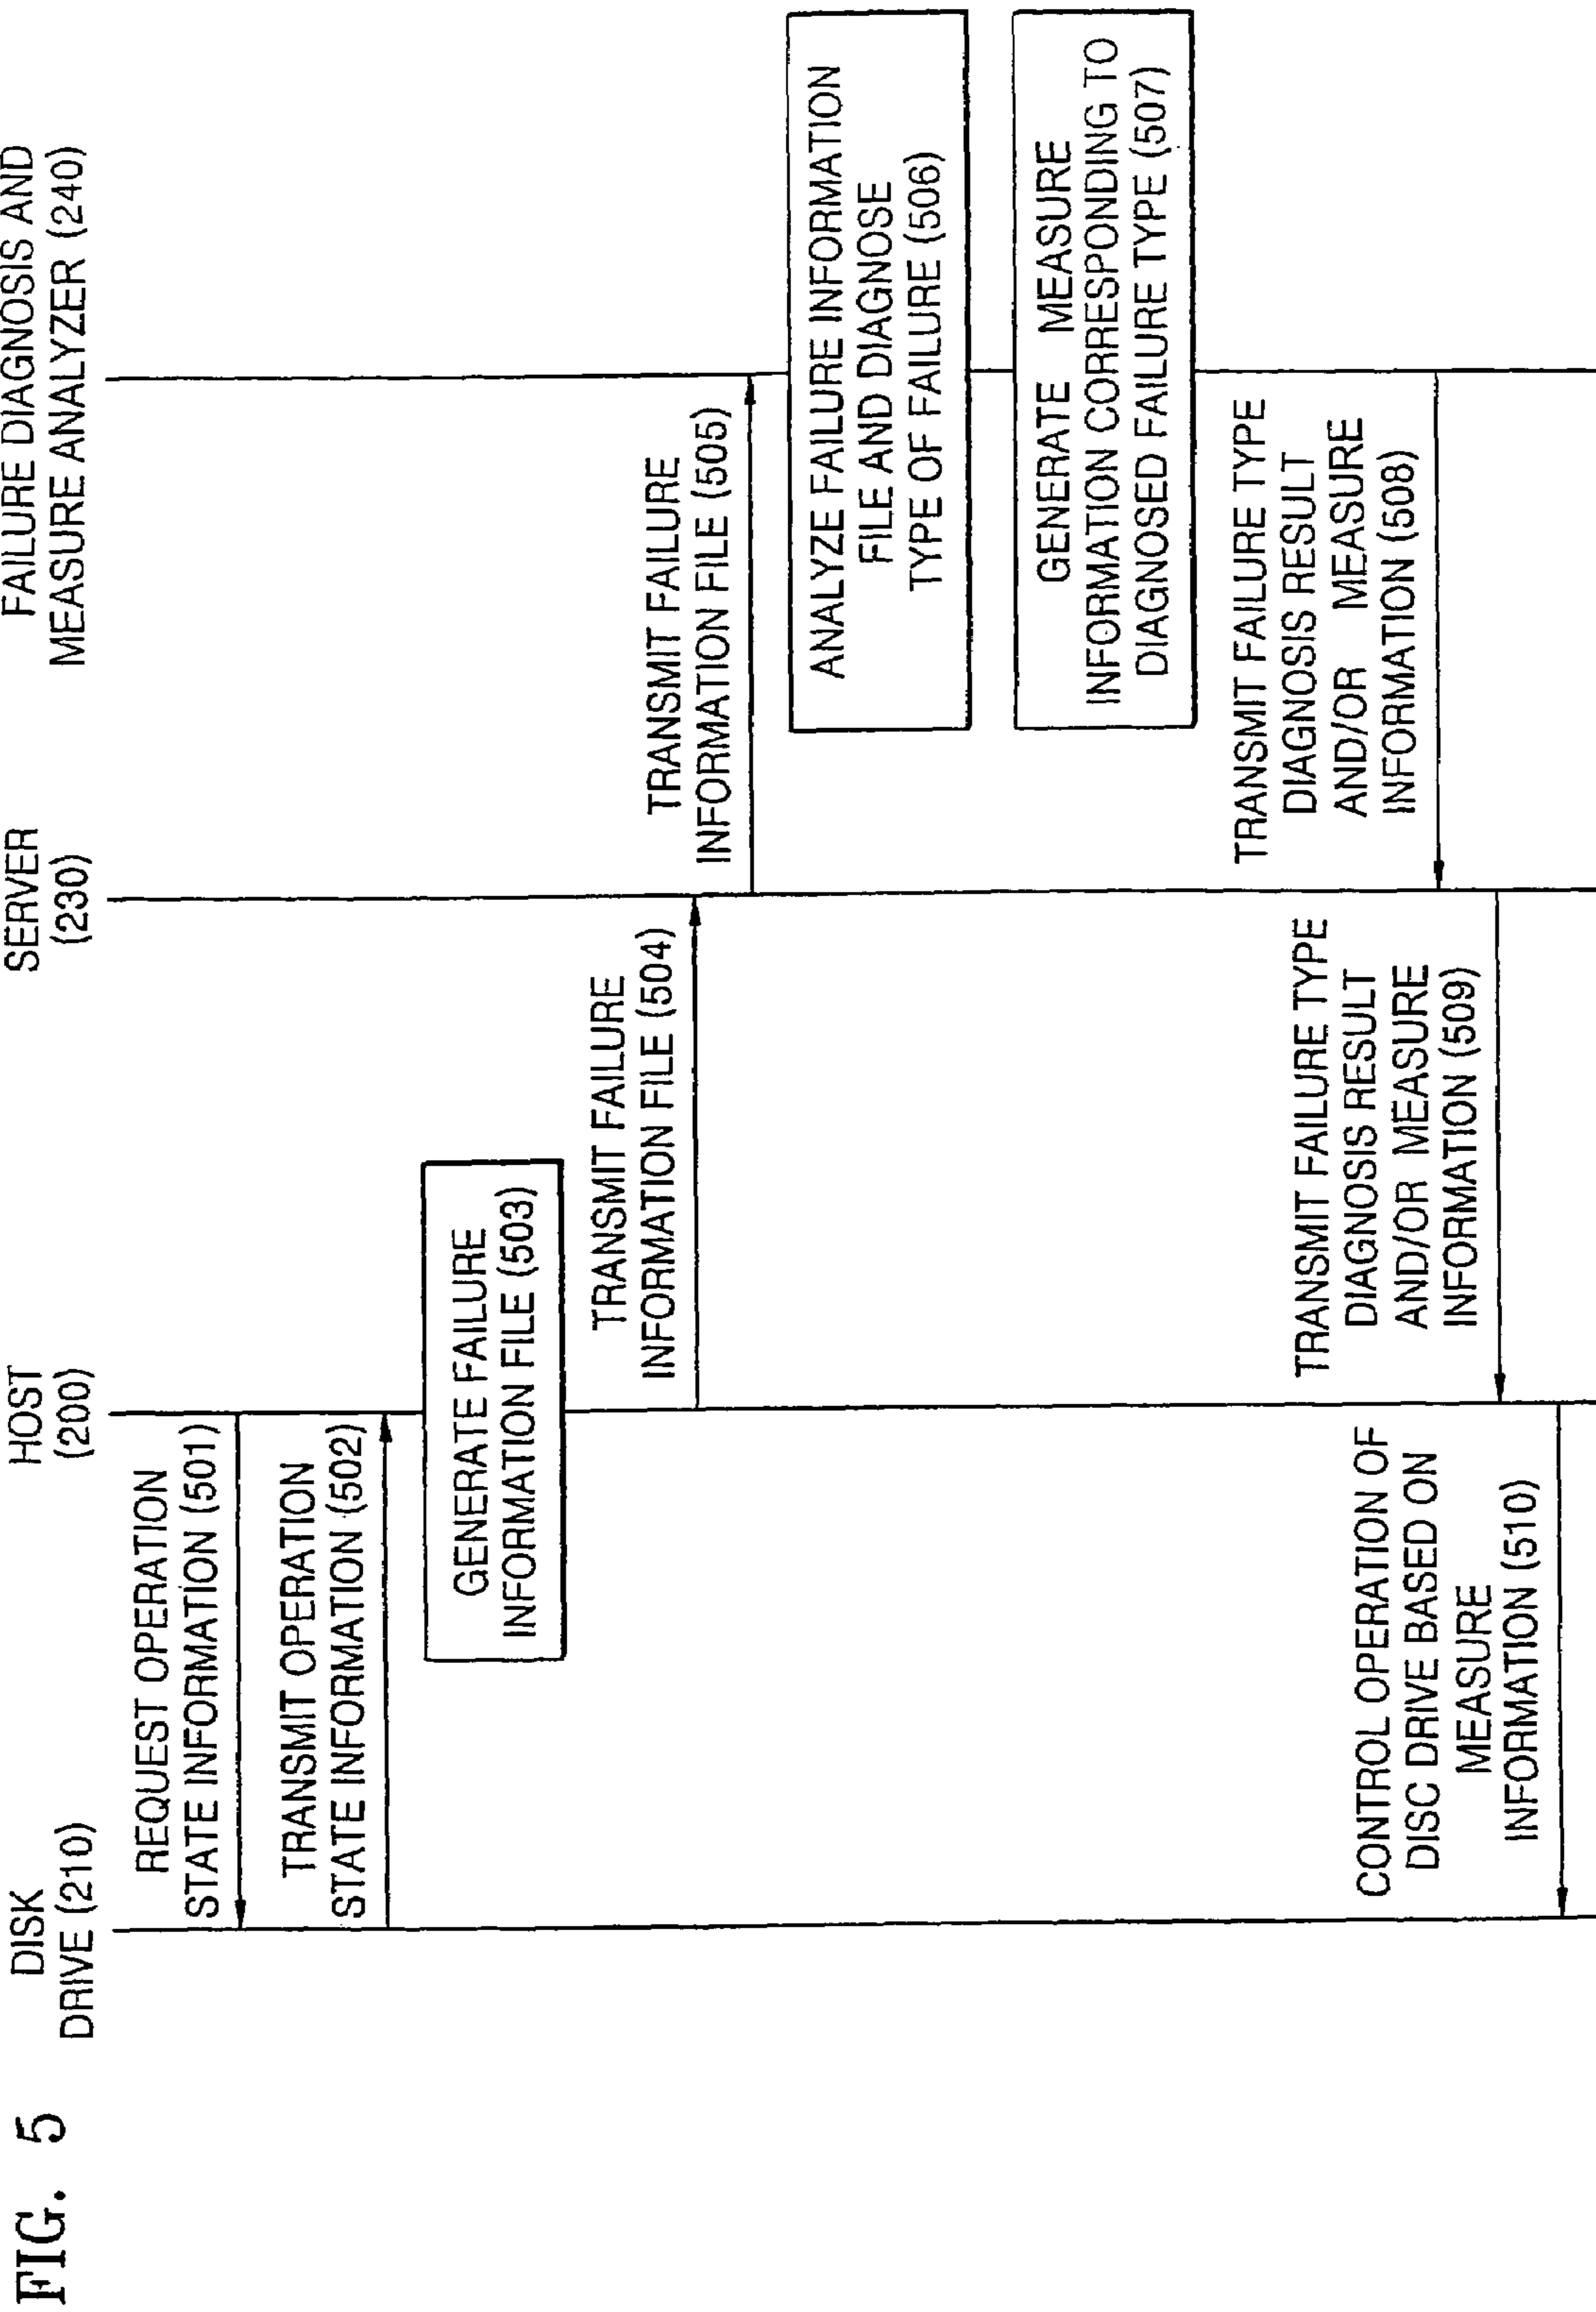 FIG. 5
DISK
DRIVE (210)
HOST
(200)
SERVER
(230)
FAILURE DIAGNOSIS AND
MEASURE ANALYZER (240)
REQUEST OPERATION
STATE INFORMATION (501)
TRANSMIT OPERATION
STATE INFORMATION (502)
GENERATE FAILURE
INFORMATION FILE (503)
TRANSMIT FAILURE
INFORMATION FILE (504)
TRANSMIT FAILURE
INFORMATION FILE (505)
ANALYZE FAILURE INFORMATION
FILE AND DIAGNOSE
TYPE OF FAILURE (506)
GENERATE MEASURE
INFORMATION CORRESPONDING TO
DIAGNOSED FAILURE TYPE (507)
TRANSMIT FAILURE TYPE
DIAGNOSIS RESULT
AND/OR MEASURE
INFORMATION (508)
TRANSMIT FAILURE TYPE
DIAGNOSIS RESULT
AND/OR MEASURE
INFORMATION (509)
CONTROL OPERATION OF
DISC DRIVE BASED ON
MEASURE
INFORMATION (510)